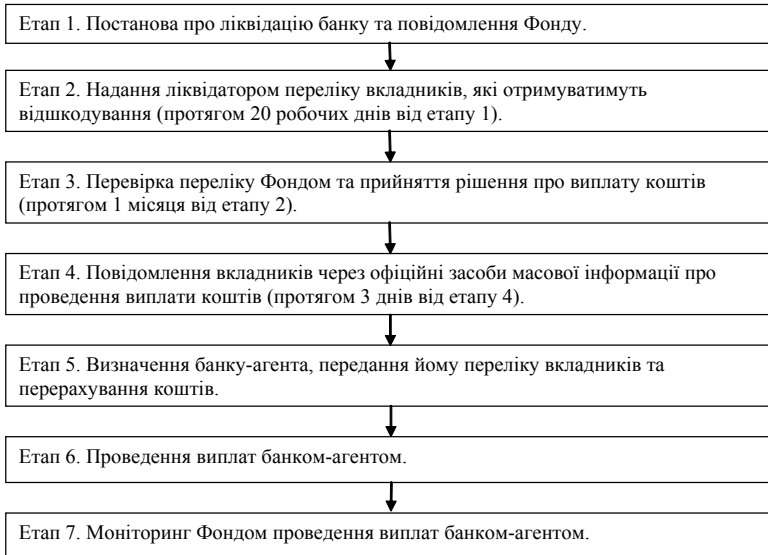 Етап 1. Постанова про ліквідацію банку та повідомлення Фонду.
Етап 2. Надання ліквідатором переліку вкладників, які отримуватимуть
відшкодування (протягом 20 робочих днів від етапу 1).
Етап 3. Перевірка переліку Фондом та прийняття рішення про виплату коштів
(протягом 1 місяця від етапу 2).
Етап 4. Повідомлення вкладників через офіційні засоби масової інформації про
проведення виплати коштів (протягом 3 днів від етапу 4).
Етап 5. Визначення банку-агента, передання йому переліку вкладників та
перерахування коштів.
Етап 6. Проведення виплат банком-агентом.
Етап 7. Моніторинг Фондом проведення виплат банком-агентом.